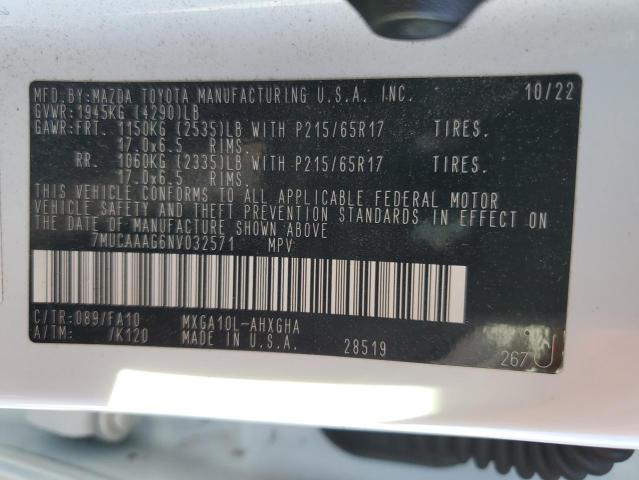 MFD.BY:MAZDA TOYOTA MANUFACTURING U.S.A. INC. 10/22
GVWR:1945KG (4290)LB
GAWR:FRT. 1150KG (2535)LB WITH P215/65R17 TIRES.
17.0x6.5 RIMS.
RR. 1060KG (2335)LB WITH P215/65R17 TIRES.
17.0x6.5 RIMS.
THIS VEHICLE CONFORMS TO ALL APPLICABLE FEDERAL MOTOR
VEHICLE SAFETY AND THEFT PREVENTION STANDARDS IN EFFECT ON
THE DATE OF MANUFACTURE SHOWN ABOVE
7MUCAAAG6NV032571 MPV
C/TR:089/FA10 MXGA10L-AHXGHA
A/TM: /K120 MADE IN U.S.A. 28519 267U